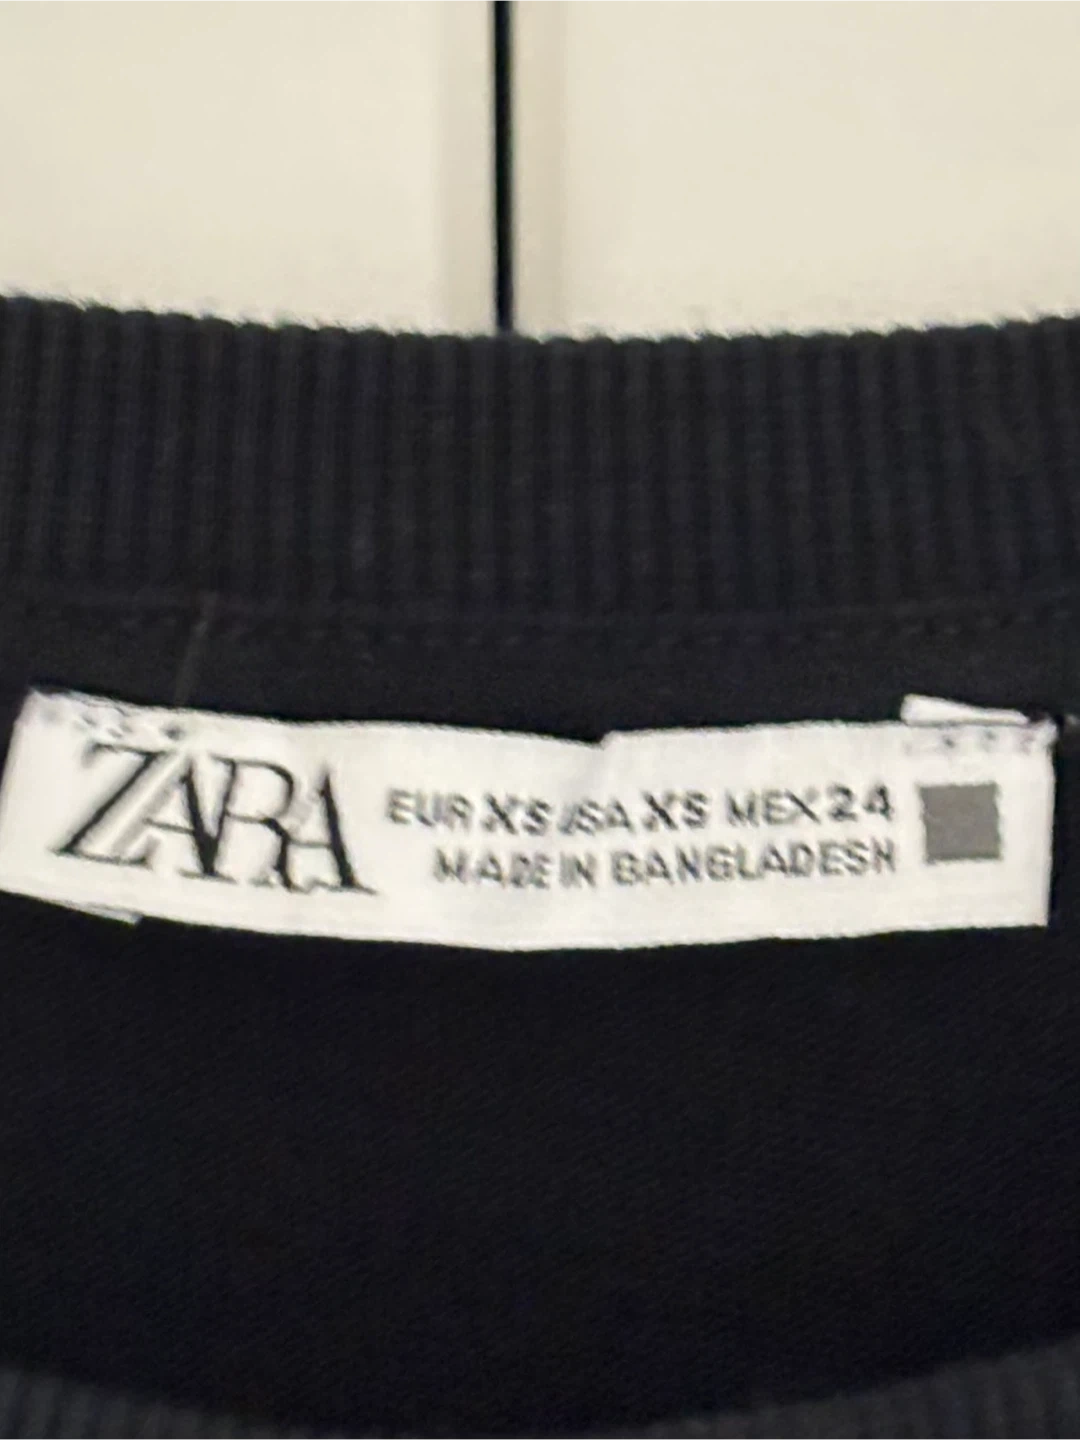 ZARA
EUR XS USA XS MEX 24
MADE IN BANGLADESH